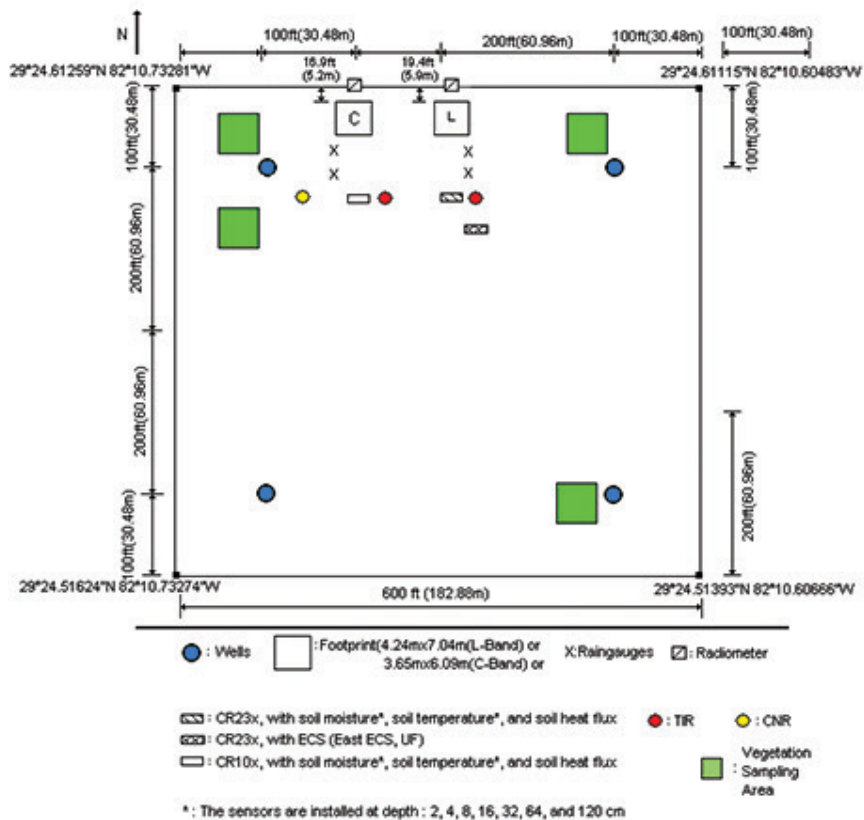 N
100ft(30.48m)
200ft(60.96m)
100ft(30.48m)
100ft(30.48m)
16.9ft
(5.2m)
19.4ft
(5.9m)
29°24.61259"N 82°10.73281"W
29°24.61115"N 82°10.60483"W
C
L
X
X
X
X
100ft(30.48m)
200ft(60.96m)
200ft(60.96m)
100ft(30.48m)
100ft(30.48m)
200ft(60.96m)
29°24.51624"N 82°10.73274"W
29°24.51393"N 82°10.60666"W
600 ft (182.88m)
: Wells
:Footprint(4.24mx7.04m(L-Band) or
3.65mx6.09m(C-Band) or
X:Raingauges
: Radiometer
: CR23x, with soil moisture*, soil temperature*, and soil heat flux
: TIR
: CNR
: CR23x, with ECS (East ECS, UF)
: CR10x, with soil moisture*, soil temperature*, and soil heat flux
: Vegetation
Sampling
Area
* : The sensors are installed at depth : 2, 4, 8, 16, 32, 64, and 120 cm